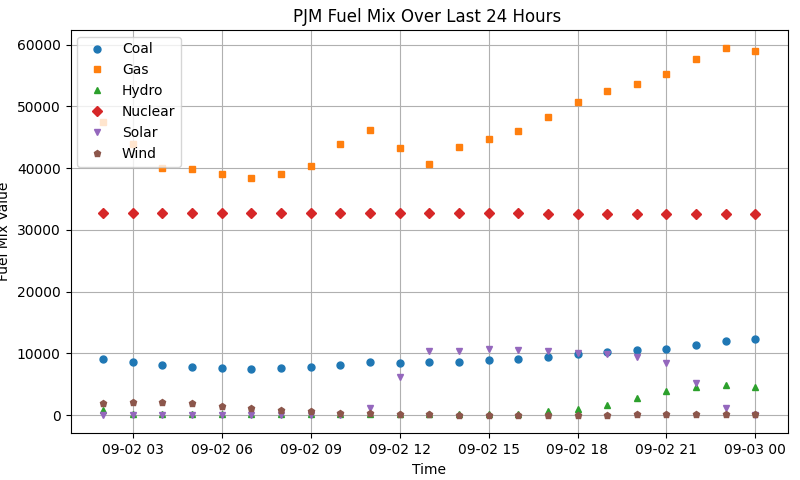 PJM Fuel Mix Over Last 24 Hours
Coal
Gas
Hydro
Nuclear
Solar
Wind
60000
50000
40000
30000
20000
10000
0
Fuel Mix Value
09-02 03
09-02 06
09-02 09
09-02 12
09-02 15
09-02 18
09-02 21
09-03 00
Time